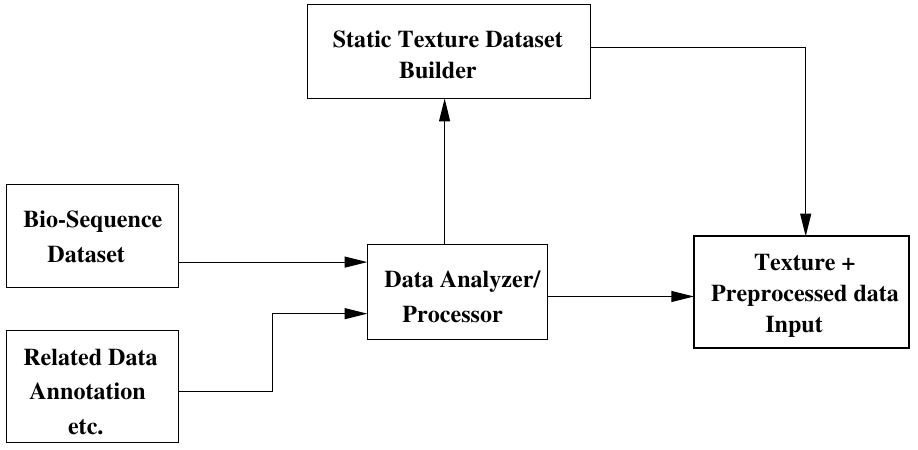 Static Texture Dataset
Builder
Bio-Sequence
Dataset
Data Analyzer/
Processor
Texture +
Preprocessed data
Input
Related Data
Annotation
etc.